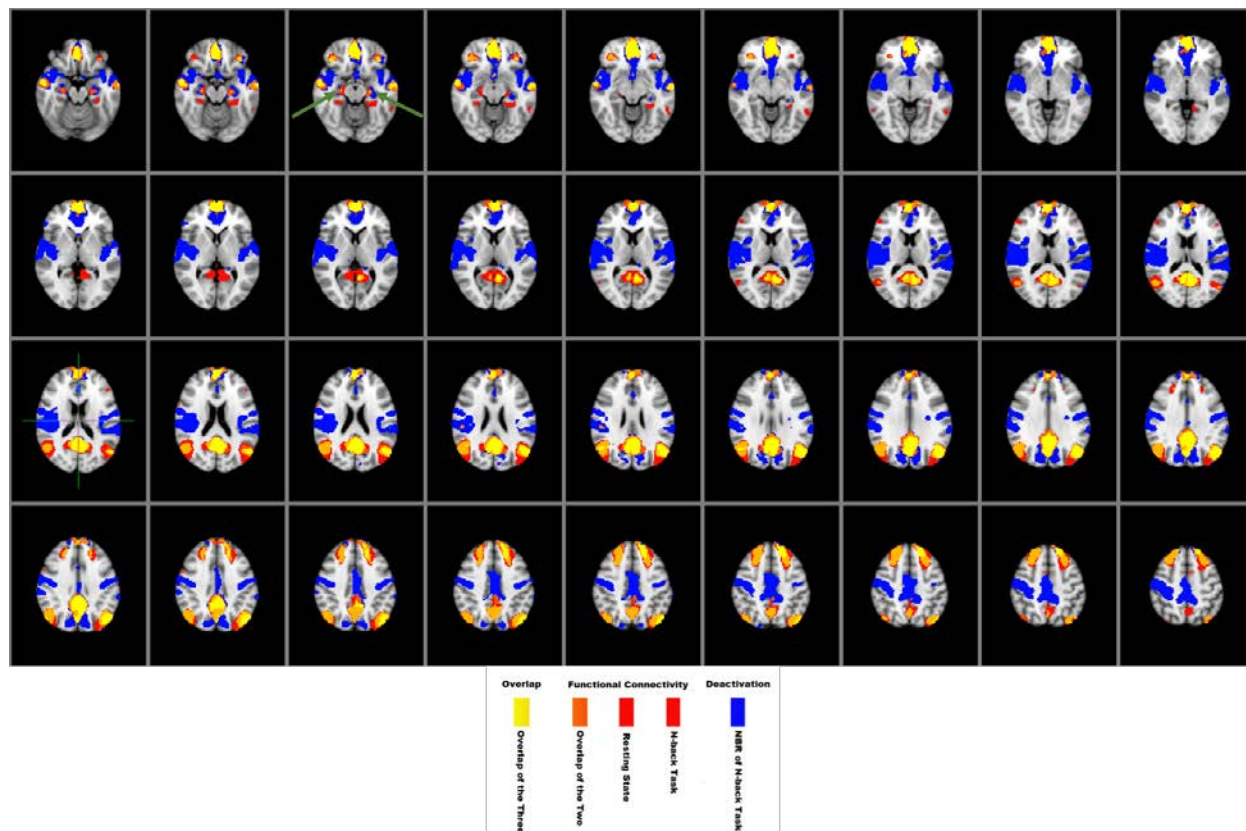 Overlap
Functional Connectivity
Deactivation
Overlap of the Three
Overlap of the Two
Resting State
N-back Task
NBR of N-back Task